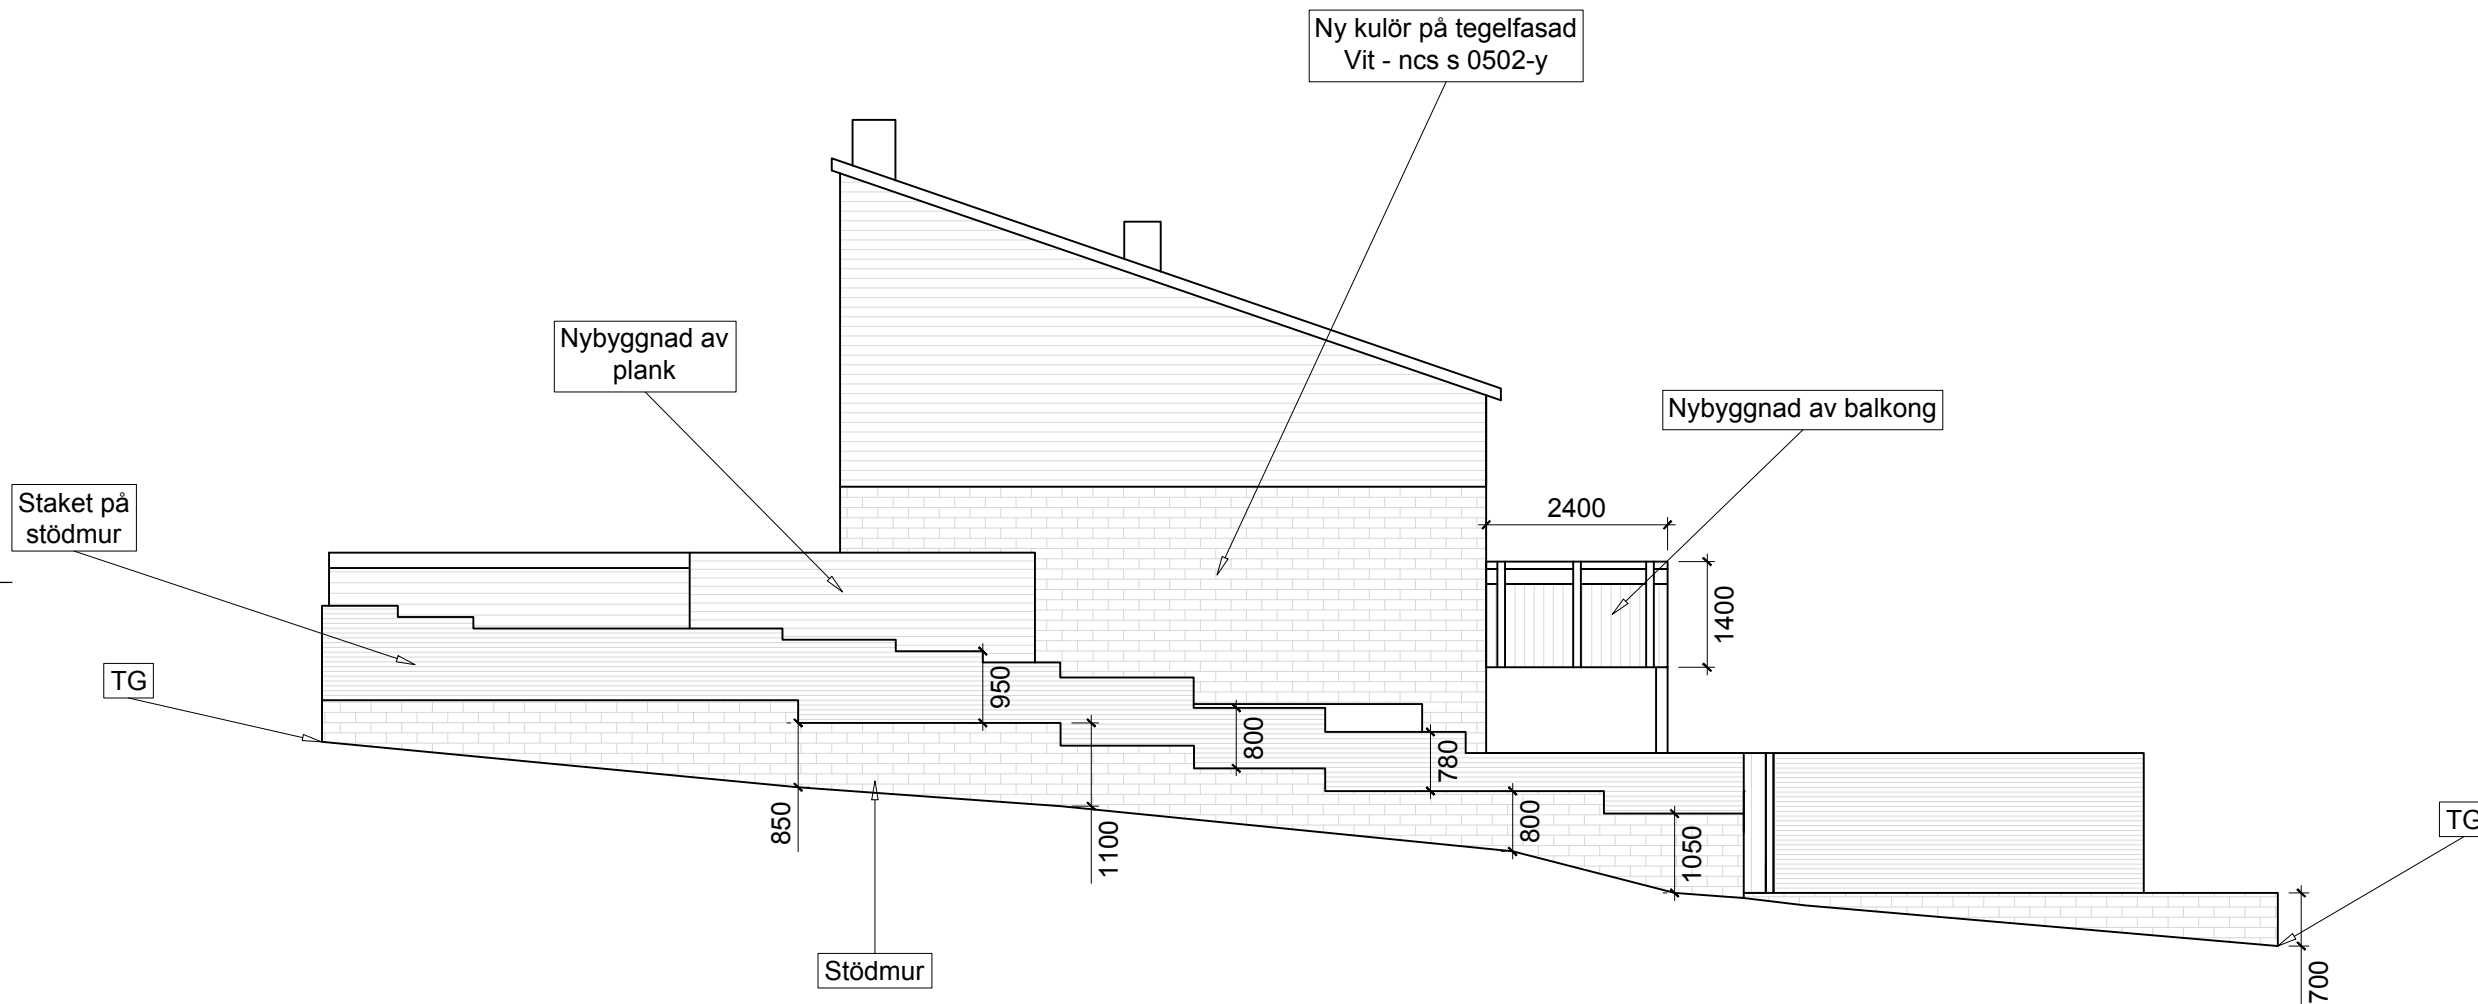 Ny kulör på tegelfasad
Vit - ncs s 0502-y
Nybyggnad av
plank
Nybyggnad av balkong
Staket på
stödmur
2400
1400
TG
950
800
780
850
1100
800
1050
TG
Stödmur
700